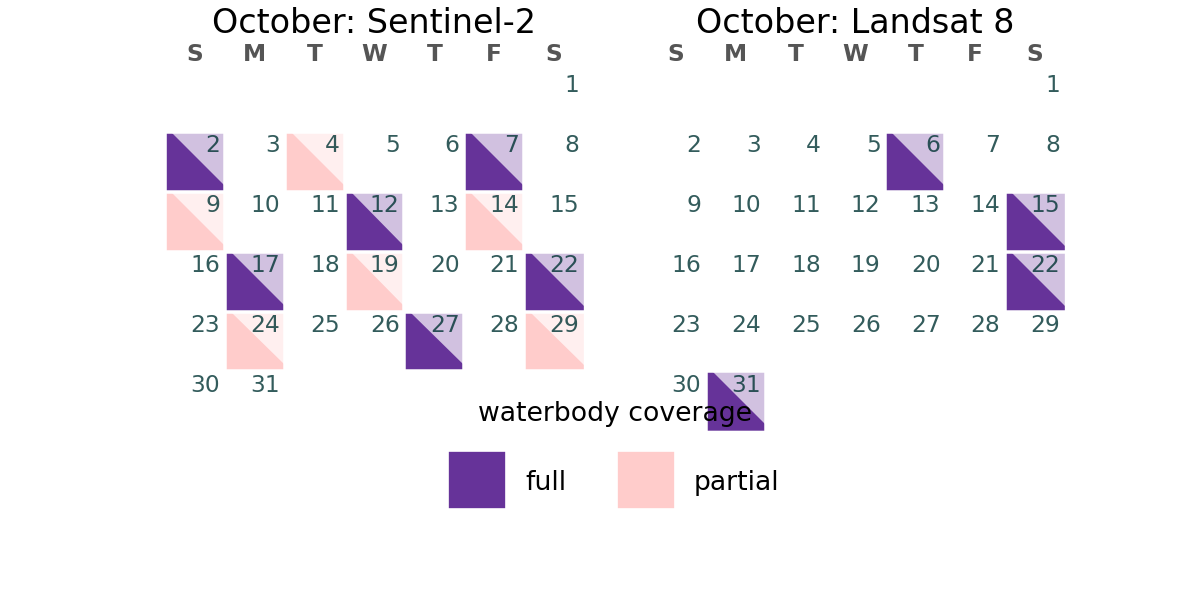 October: Sentinel-2
S M T W T F S
1
2 3 4 5 6 7 8
9 10 11 12 13 14 15
16 17 18 19 20 21 22
23 24 25 26 27 28 29
30 31
October: Landsat 8
S M T W T F S
1
2 3 4 5 6 7 8
9 10 11 12 13 14 15
16 17 18 19 20 21 22
23 24 25 26 27 28 29
30 31
waterbody coverage
full
partial